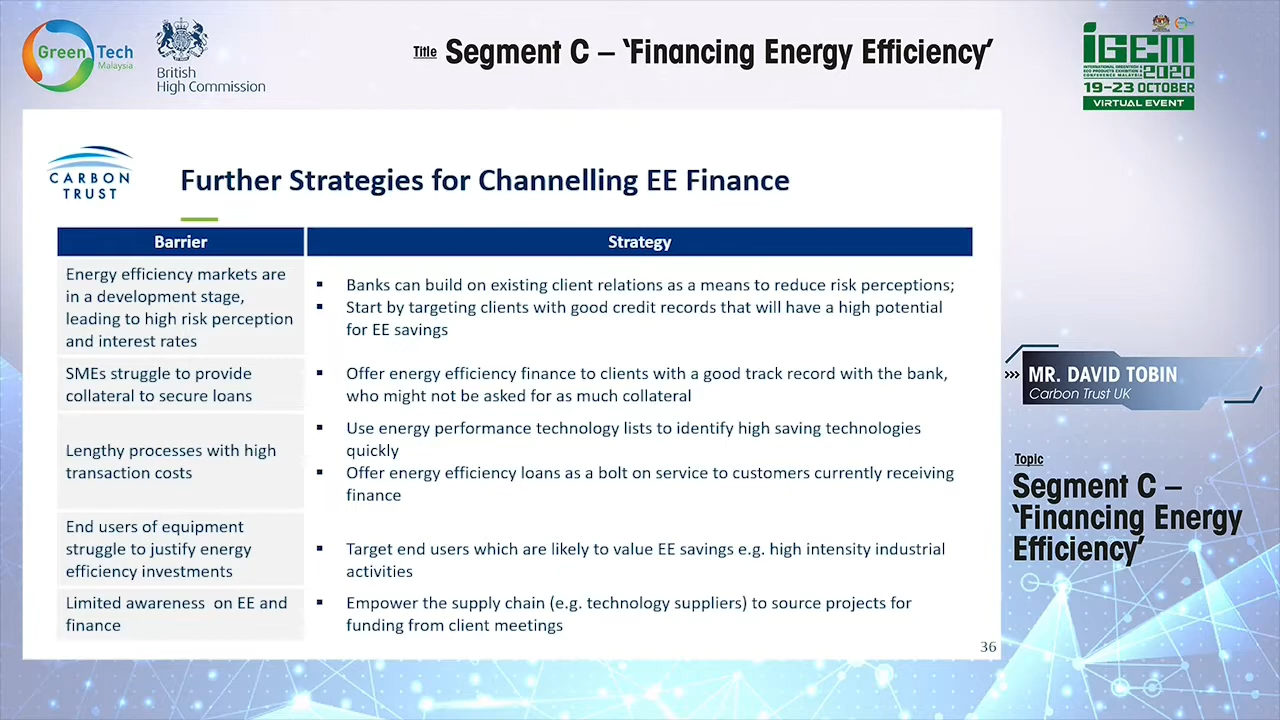 Green Tech
Malaysia
British
High Commission
Title Segment C – ‘Financing Energy Efficiency’
iGEM
INTERNATIONAL GREENTECH &
ECO PRODUCTS EXHIBITION &
CONFERENCE MALAYSIA
2020
19–23 OCTOBER
VIRTUAL EVENT
CARBON
TRUST
Further Strategies for Channelling EE Finance
Barrier
Strategy
Energy efficiency markets are
in a development stage,
leading to high risk perception
and interest rates
▪ Banks can build on existing client relations as a means to reduce risk perceptions;
▪ Start by targeting clients with good credit records that will have a high potential
for EE savings
SMEs struggle to provide
collateral to secure loans
▪ Offer energy efficiency finance to clients with a good track record with the bank,
who might not be asked for as much collateral
Lengthy processes with high
transaction costs
▪ Use energy performance technology lists to identify high saving technologies
quickly
▪ Offer energy efficiency loans as a bolt on service to customers currently receiving
finance
End users of equipment
struggle to justify energy
efficiency investments
▪ Target end users which are likely to value EE savings e.g. high intensity industrial
activities
Limited awareness on EE and
finance
▪ Empower the supply chain (e.g. technology suppliers) to source projects for
funding from client meetings
36
MR. DAVID TOBIN
Carbon Trust UK
Topic
Segment C –
‘Financing Energy
Efficiency’